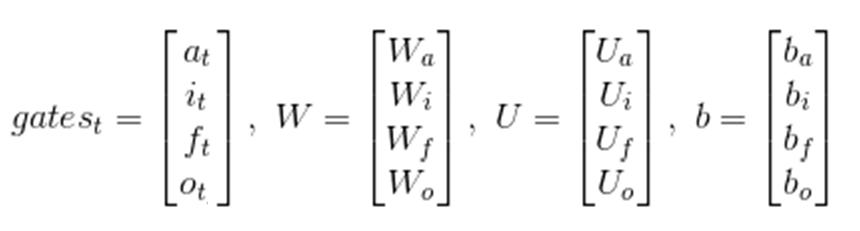 gates_t = [a_t i_t f_t o_t] , W = [W_a W_i W_f W_o] , U = [U_a U_i U_f U_o] , b = [b_a b_i b_f b_o]